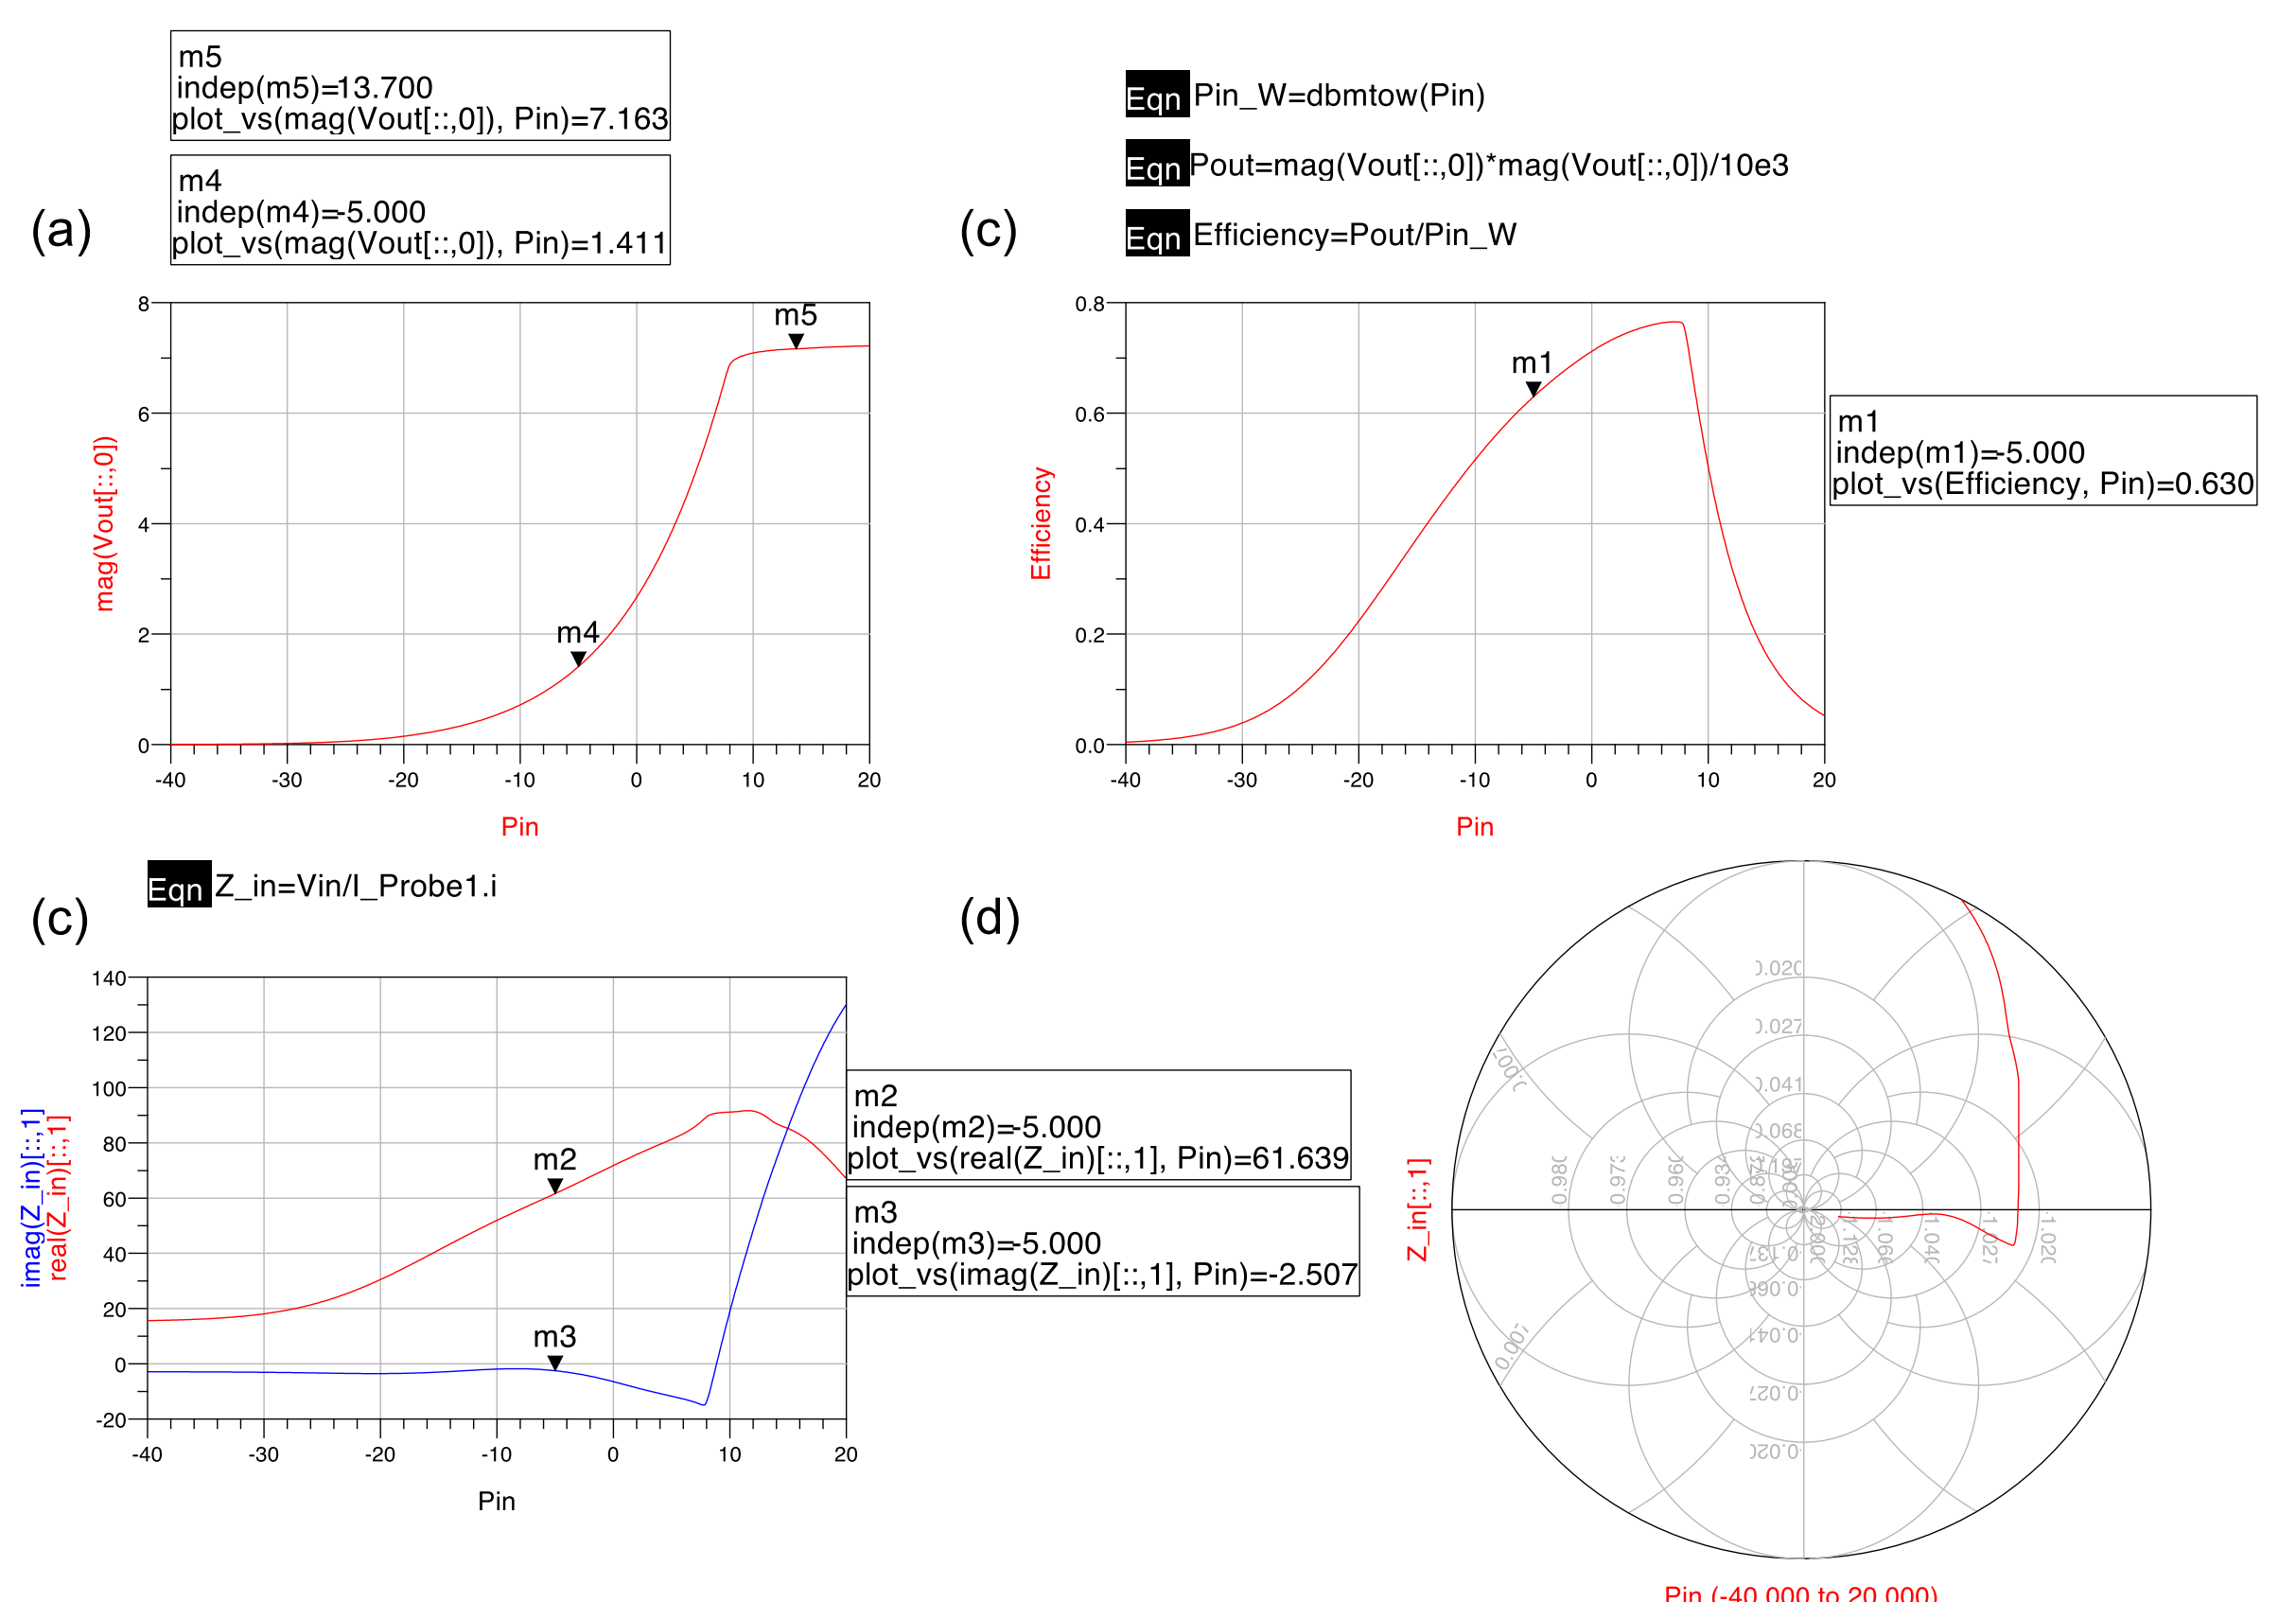 m5
indep(m5)=13.700
plot_vs(mag(Vout[::,0]), Pin)=7.163
m4
indep(m4)=-5.000
plot_vs(mag(Vout[::,0]), Pin)=1.411
(a)
8
6
4
2
0
-40 -30 -20 -10 0 10 20
mag(Vout[::,0])
m5
m4
Pin
(c)
Eqn Pin_W=dbmtow(Pin)
Eqn Pout=mag(Vout[::,0])*mag(Vout[::,0])/10e3
Eqn Efficiency=Pout/Pin_W
0.8
0.6
0.4
0.2
0.0
-40 -30 -20 -10 0 10 20
Efficiency
m1
Pin
m1
indep(m1)=-5.000
plot_vs(Efficiency, Pin)=0.630
(c)
Eqn Z_in=Vin/I_Probe1.i
140
120
100
80
60
40
20
0
-20
-40 -30 -20 -10 0 10 20
imag(Z_in)[::,1]
real(Z_in)[::,1]
m2
m3
Pin
m2
indep(m2)=-5.000
plot_vs(real(Z_in)[::,1], Pin)=61.639
m3
indep(m3)=-5.000
plot_vs(imag(Z_in)[::,1], Pin)=-2.507
(d)
Z_in[::,1]
Pin (-40.000 to 20.000)